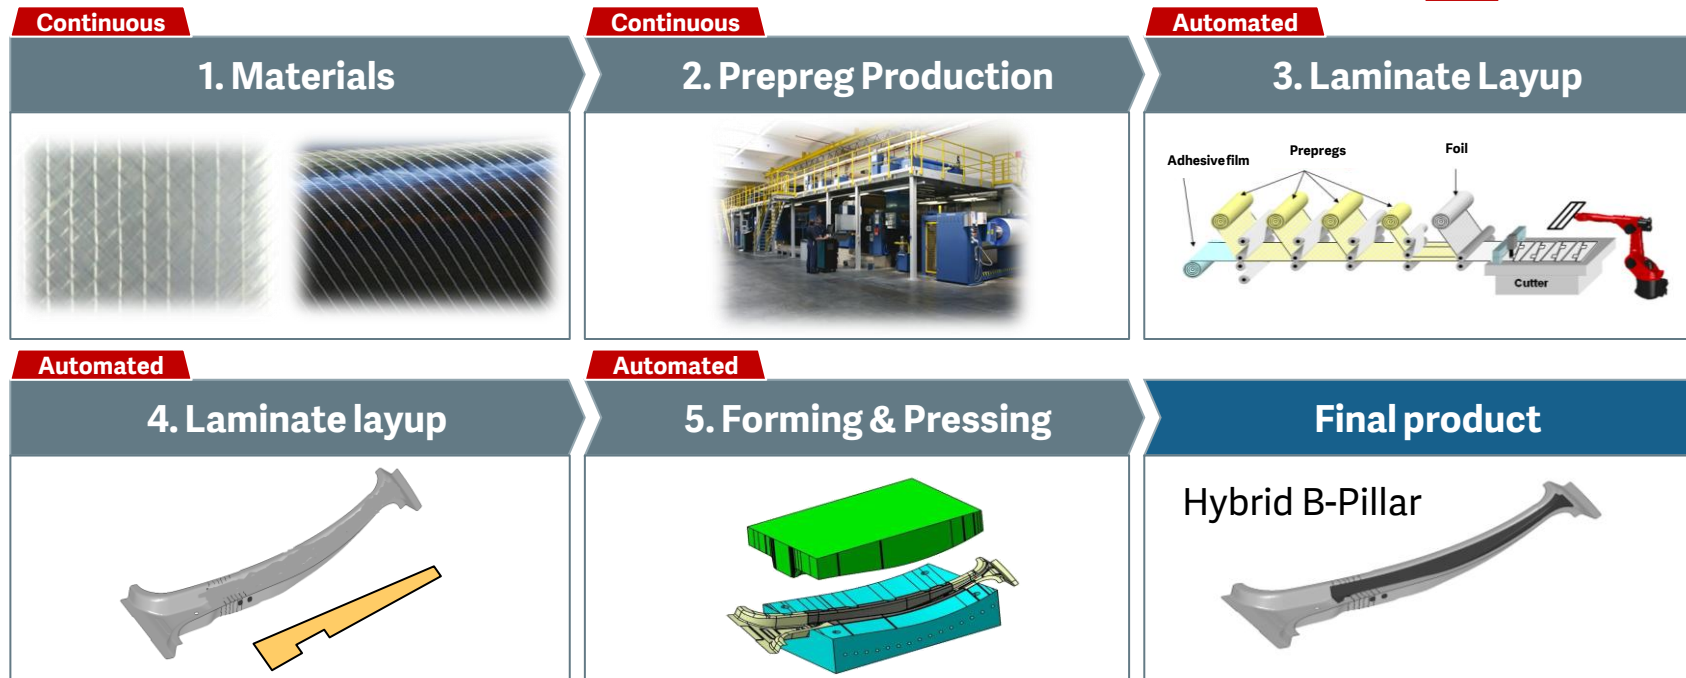 Continuous
1. Materials
Continuous
2. Prepreg Production
Automated
3. Laminate Layup
Adhesive film
Prepregs
Foil
Cutter
Automated
4. Laminate layup
Automated
5. Forming & Pressing
Final product
Hybrid B-Pillar